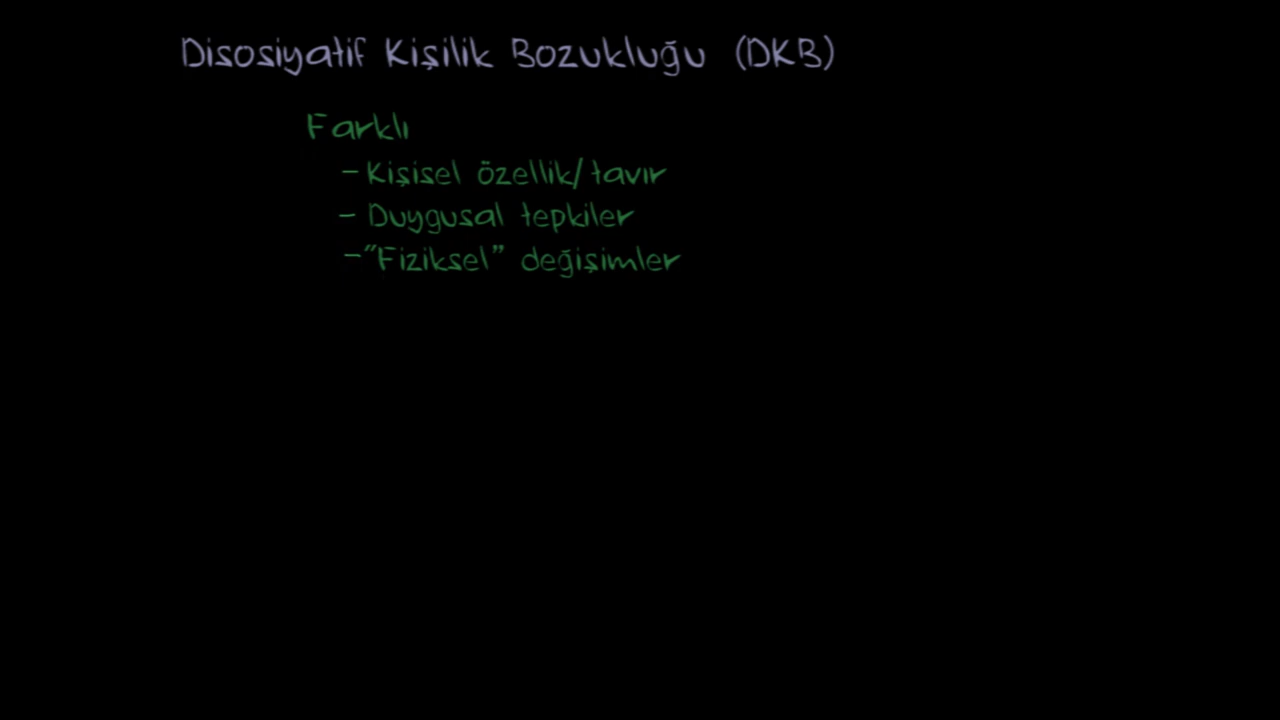 Disosiyatif Kişilik Bozukluğu (DKB)
Farklı
- Kişisel özellik/tavır
- Duygusal tepkiler
- "Fiziksel" değişimler